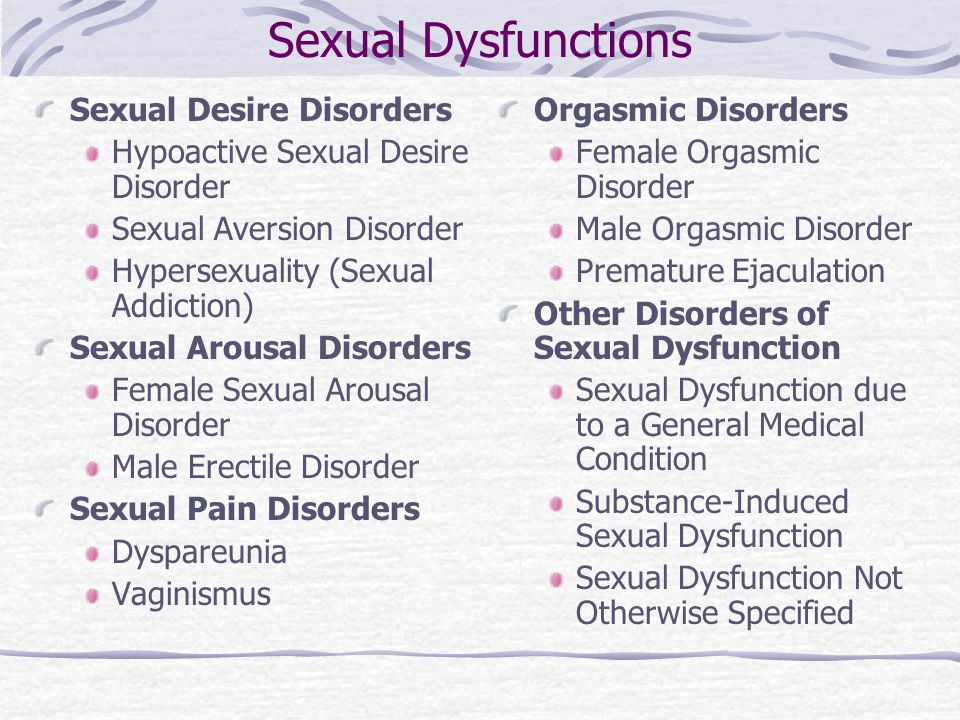 Sexual Dysfunctions
Sexual Desire Disorders
Hypoactive Sexual Desire
Disorder
Sexual Aversion Disorder
Hypersexuality (Sexual
Addiction)
Sexual Arousal Disorders
Female Sexual Arousal
Disorder
Male Erectile Disorder
Sexual Pain Disorders
Dyspareunia
Vaginismus
Orgasmic Disorders
Female Orgasmic
Disorder
Male Orgasmic Disorder
Premature Ejaculation
Other Disorders of
Sexual Dysfunction
Sexual Dysfunction due
to a General Medical
Condition
Substance-Induced
Sexual Dysfunction
Sexual Dysfunction Not
Otherwise Specified